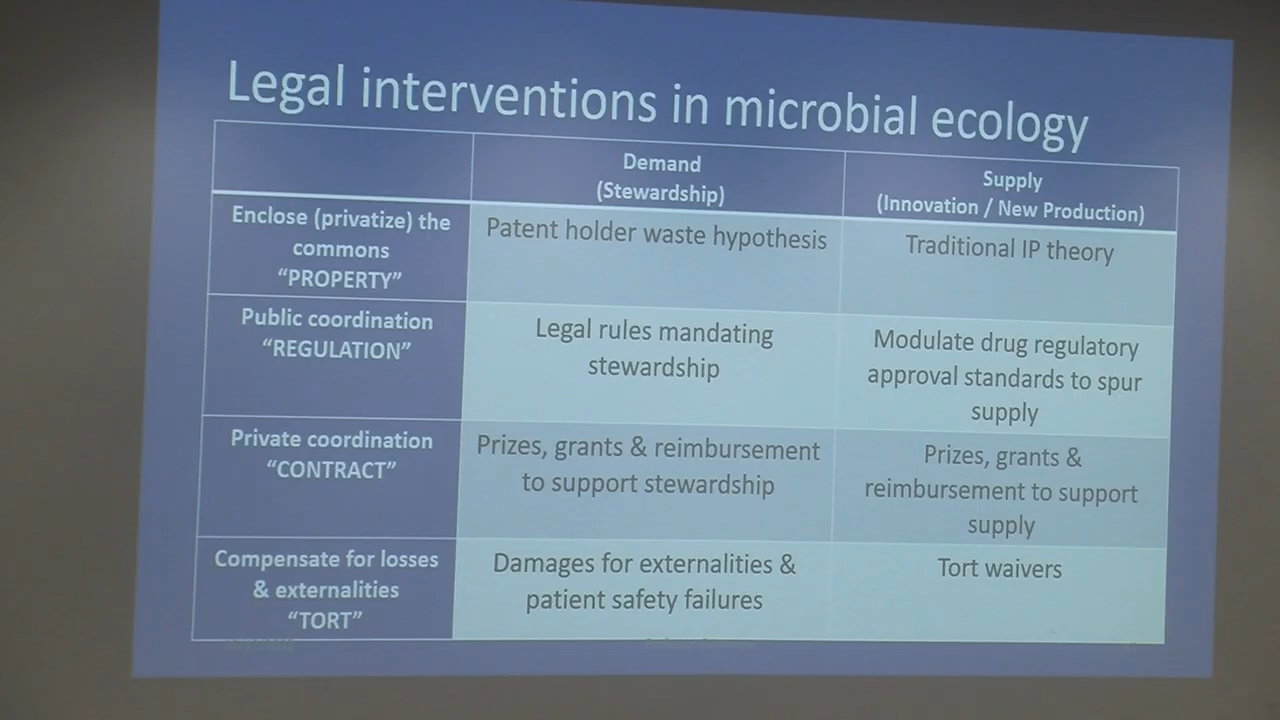 Legal interventions in microbial ecology
Demand
(Stewardship)
Supply
(Innovation / New Production)
Enclose (privatize) the
commons
“PROPERTY”
Patent holder waste hypothesis
Traditional IP theory
Public coordination
“REGULATION”
Legal rules mandating
stewardship
Modulate drug regulatory
approval standards to spur
supply
Private coordination
“CONTRACT”
Prizes, grants & reimbursement
to support stewardship
Prizes, grants &
reimbursement to support
supply
Compensate for losses
& externalities
“TORT”
Damages for externalities &
patient safety failures
Tort waivers